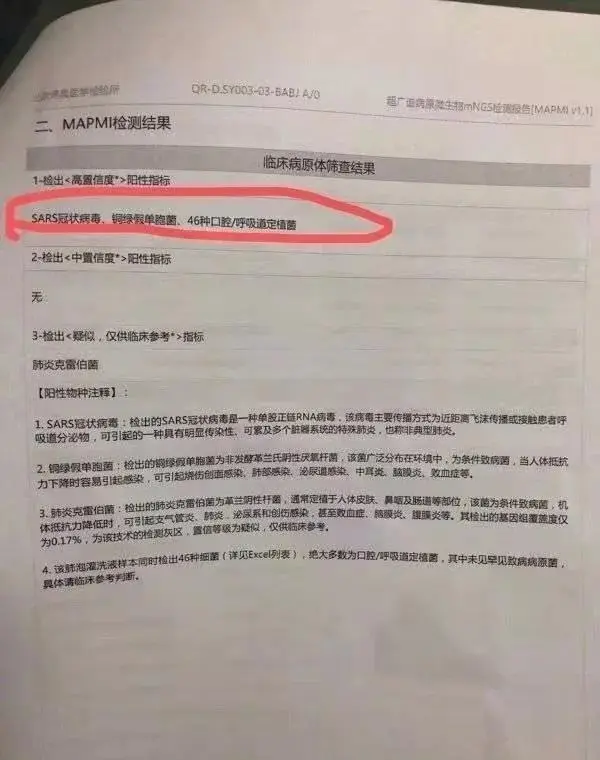 医学检验所 QR-D.SY003-03-BABJ A/0 超广谱病原微生物mNGS检测报告[MAPMI v1.1]
二、MAPMI检测结果
临床病原体筛查结果
1-检出<高置信度*>阳性指标
SARS冠状病毒、铜绿假单胞菌、46种口腔/呼吸道定植菌
2-检出<中置信度*>阳性指标
无
3-检出<疑似，仅供临床参考*>指标
肺炎克雷伯菌
【阳性物种注释】：
1. SARS冠状病毒：检出的SARS冠状病毒是一种单股正链RNA病毒，该病毒主要传播方式为近距离飞沫传播或接触患者呼
吸道分泌物，可引起的一种具有明显传染性、可累及多个脏器系统的特殊肺炎，也称非典型肺炎。
2. 铜绿假单胞菌：检出的铜绿假单胞菌为非发酵革兰氏阴性厌氧杆菌，该菌广泛分布在环境中，为条件致病菌，当人体抵抗
力下降时容易引起感染，可引起烧伤创面感染、肺部感染、泌尿道感染、中耳炎、脑膜炎、败血症等。
3. 肺炎克雷伯菌：检出的肺炎克雷伯菌为革兰阴性杆菌，通常定植于人体皮肤、鼻咽及肠道等部位，该菌为条件致病菌，机
体抵抗力降低时，可引起支气管炎、肺炎，泌尿系和创伤感染，甚至败血症、脑膜炎、腹膜炎等。其检出的基因组覆盖度仅
为0.17%，为该技术的检测灰区，置信等级为疑似，仅供临床参考。
4. 该肺泡灌洗液样本同时检出46种细菌（详见Excel列表），绝大多数为口腔/呼吸道定植菌，其中未见罕见致病病原菌，
具体请临床参考判断。